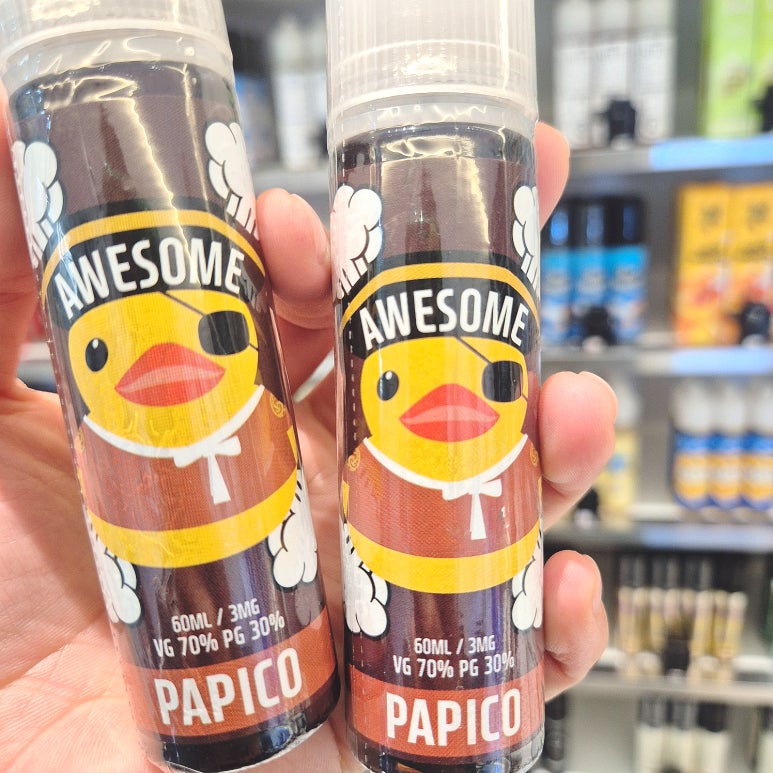 AWESOME
60ML / 3MG
VG 70% PG 30%
PAPICO
AWESOME
60ML / 3MG
VG 70% PG 30%
PAPICO